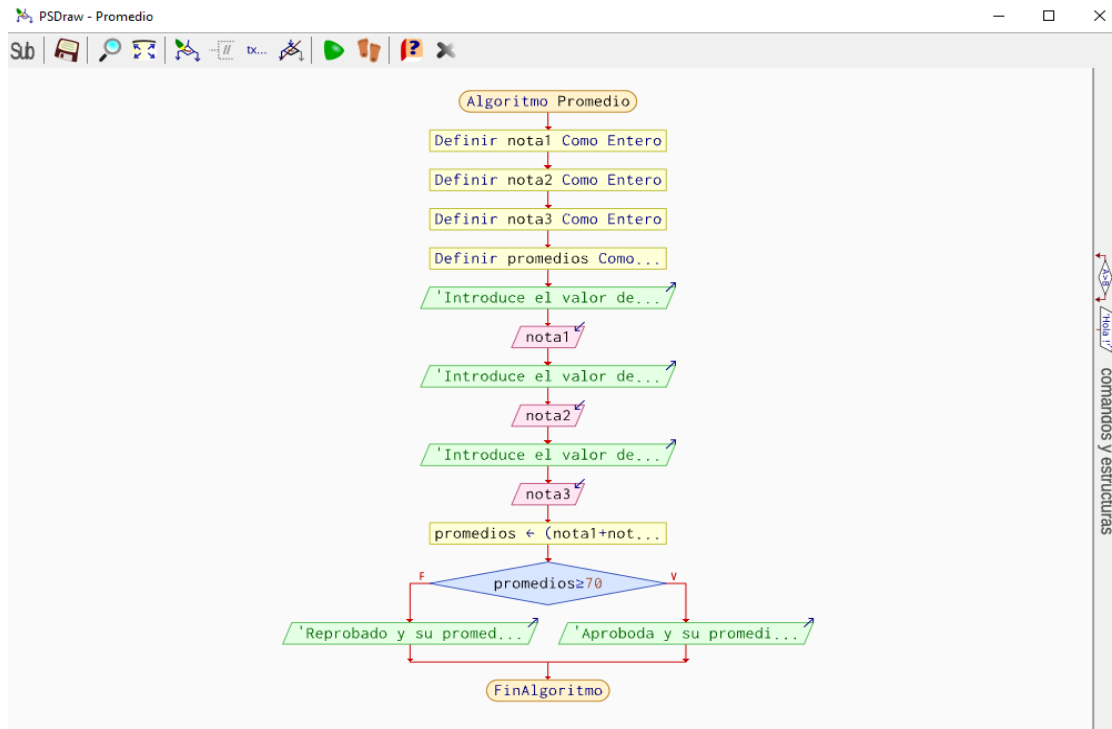 PSDraw - Promedio
Sub
tx...
Algoritmo Promedio
Definir nota1 Como Entero
Definir nota2 Como Entero
Definir nota3 Como Entero
Definir promedios Como...
'Introduce el valor de...
nota1
'Introduce el valor de...
nota2
'Introduce el valor de...
nota3
promedios ← (nota1+not...
F
V
promedios≥70
'Reprobado y su promed...
'Aproboda y su promedi...
FinAlgoritmo
A>B
'Hola !'
comandos y estructuras